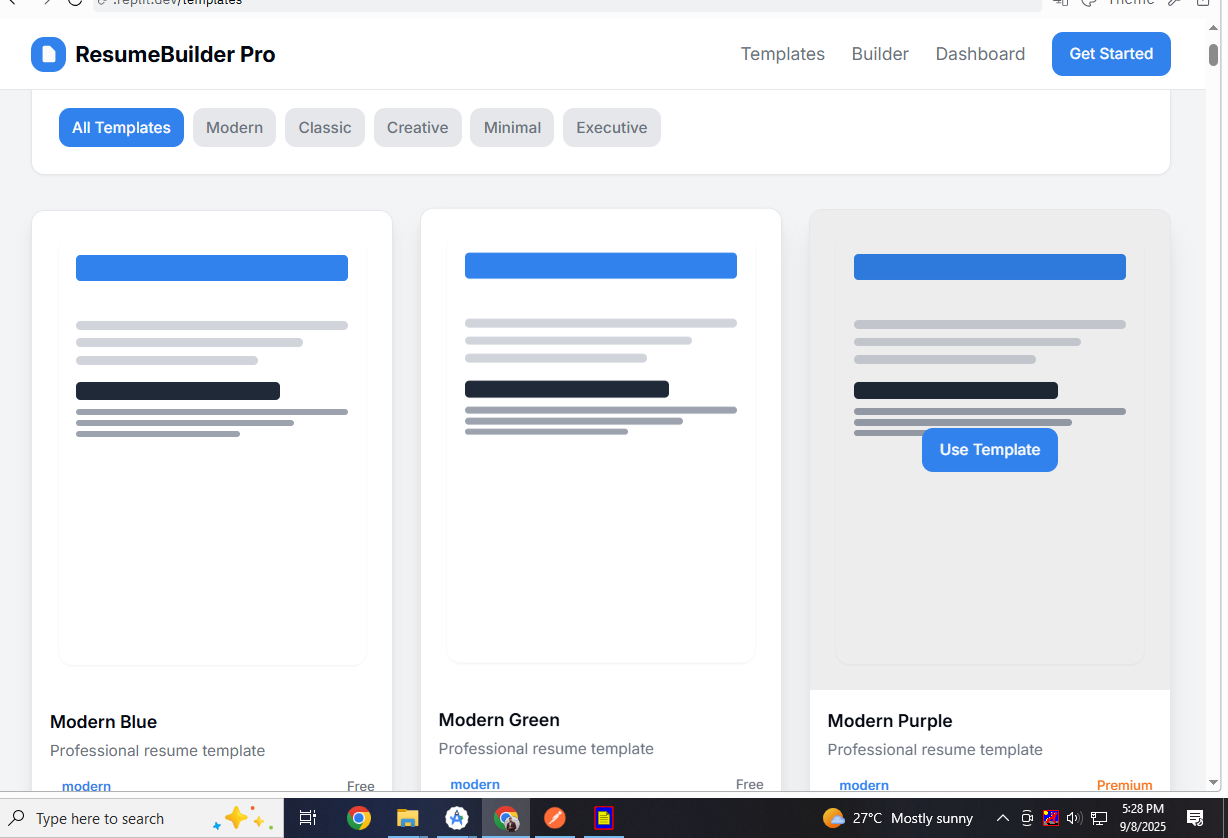 .replit.dev/templates
Theme
ResumeBuilder Pro
Templates Builder Dashboard Get Started
All Templates Modern Classic Creative Minimal Executive
Use Template
Modern Blue Modern Green Modern Purple
Professional resume template Professional resume template Professional resume template
modern Free modern Free modern Premium
Type here to search
27°C Mostly sunny
5:28 PM
9/8/2025